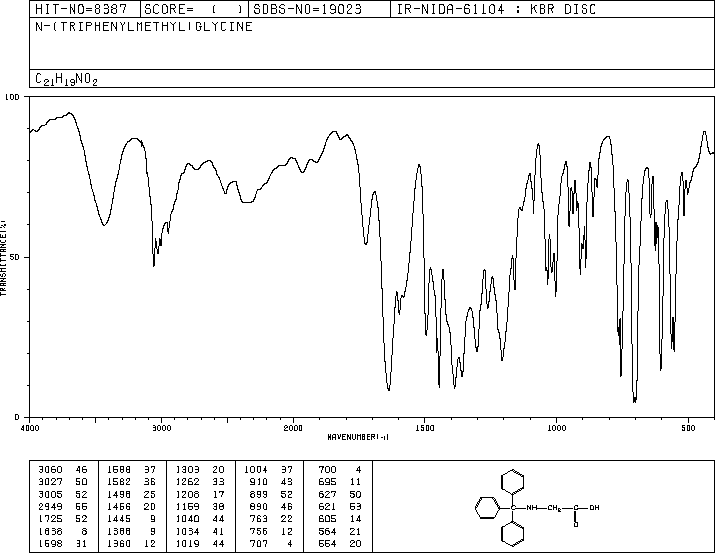 HIT-NO=8387 SCORE= ( ) SDBS-NO=19023 IR-NIDA-61104 : KBR DISC
N-(TRIPHENYLMETHYL)GLYCINE
C21H19NO2
100
50
0
TRANSMITTANCE(%)
4000 3000 2000 1500 1000 500
WAVENUMBER(-1)
3060 46 1588 37 1303 20 1004 37 700 4
3027 50 1582 36 1262 33 910 43 695 11
3005 52 1498 25 1208 17 899 52 627 50
2949 55 1456 20 1159 38 890 46 621 53
1725 52 1445 9 1040 44 763 22 605 14
1638 8 1388 9 1034 41 756 12 564 21
1598 31 1360 12 1019 44 707 4 554 20
C NH CH2 C OH
O